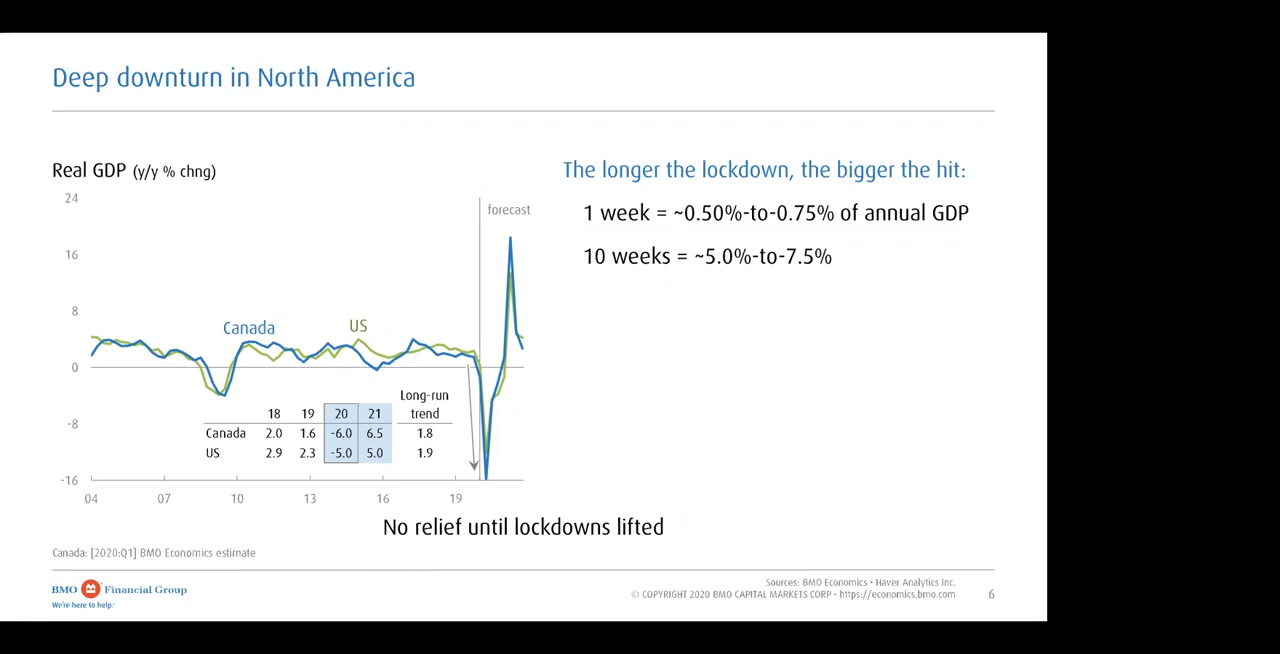 Deep downturn in North America
Real GDP (y/y % chng)
24
forecast
16
8
Canada
US
0
-8
-16
04 07 10 13 16 19
Long-run
18 19 20 21 trend
Canada 2.0 1.6 -6.0 6.5 1.8
US 2.9 2.3 -5.0 5.0 1.9
The longer the lockdown, the bigger the hit:
1 week = ~0.50%-to-0.75% of annual GDP
10 weeks = ~5.0%-to-7.5%
No relief until lockdowns lifted
Canada: [2020:Q1] BMO Economics estimate
BMO Financial Group
We're here to help.
Sources: BMO Economics • Haver Analytics Inc.
© COPYRIGHT 2020 BMO CAPITAL MARKETS CORP • https://economics.bmo.com
6